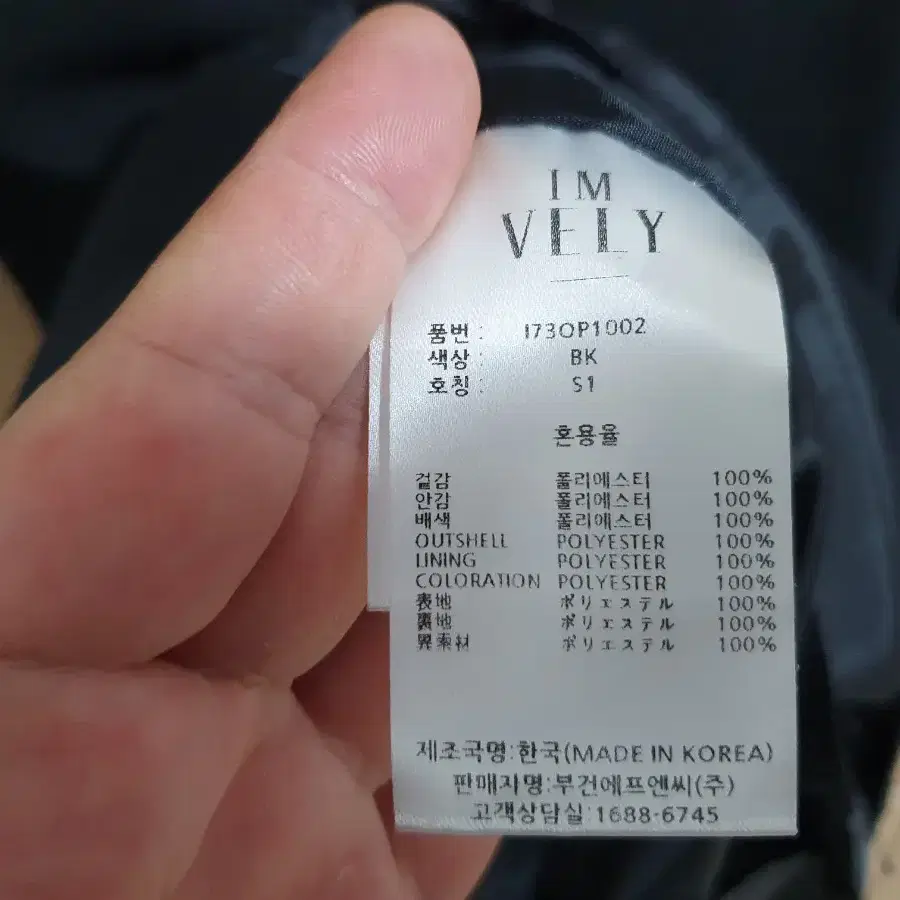 IM
VELY
품번 : I73OP1002
색상 : BK
호칭 : S1
혼용율
겉감 폴리에스터 100%
안감 폴리에스터 100%
배색 폴리에스터 100%
OUTSHELL POLYESTER 100%
LINING POLYESTER 100%
COLORATION POLYESTER 100%
表地 ポリエステル 100%
裏地 ポリエステル 100%
異素材 ポリエステル 100%
제조국명:한국(MADE IN KOREA)
판매자명:부건에프엔씨(주)
고객상담실:1688-6745